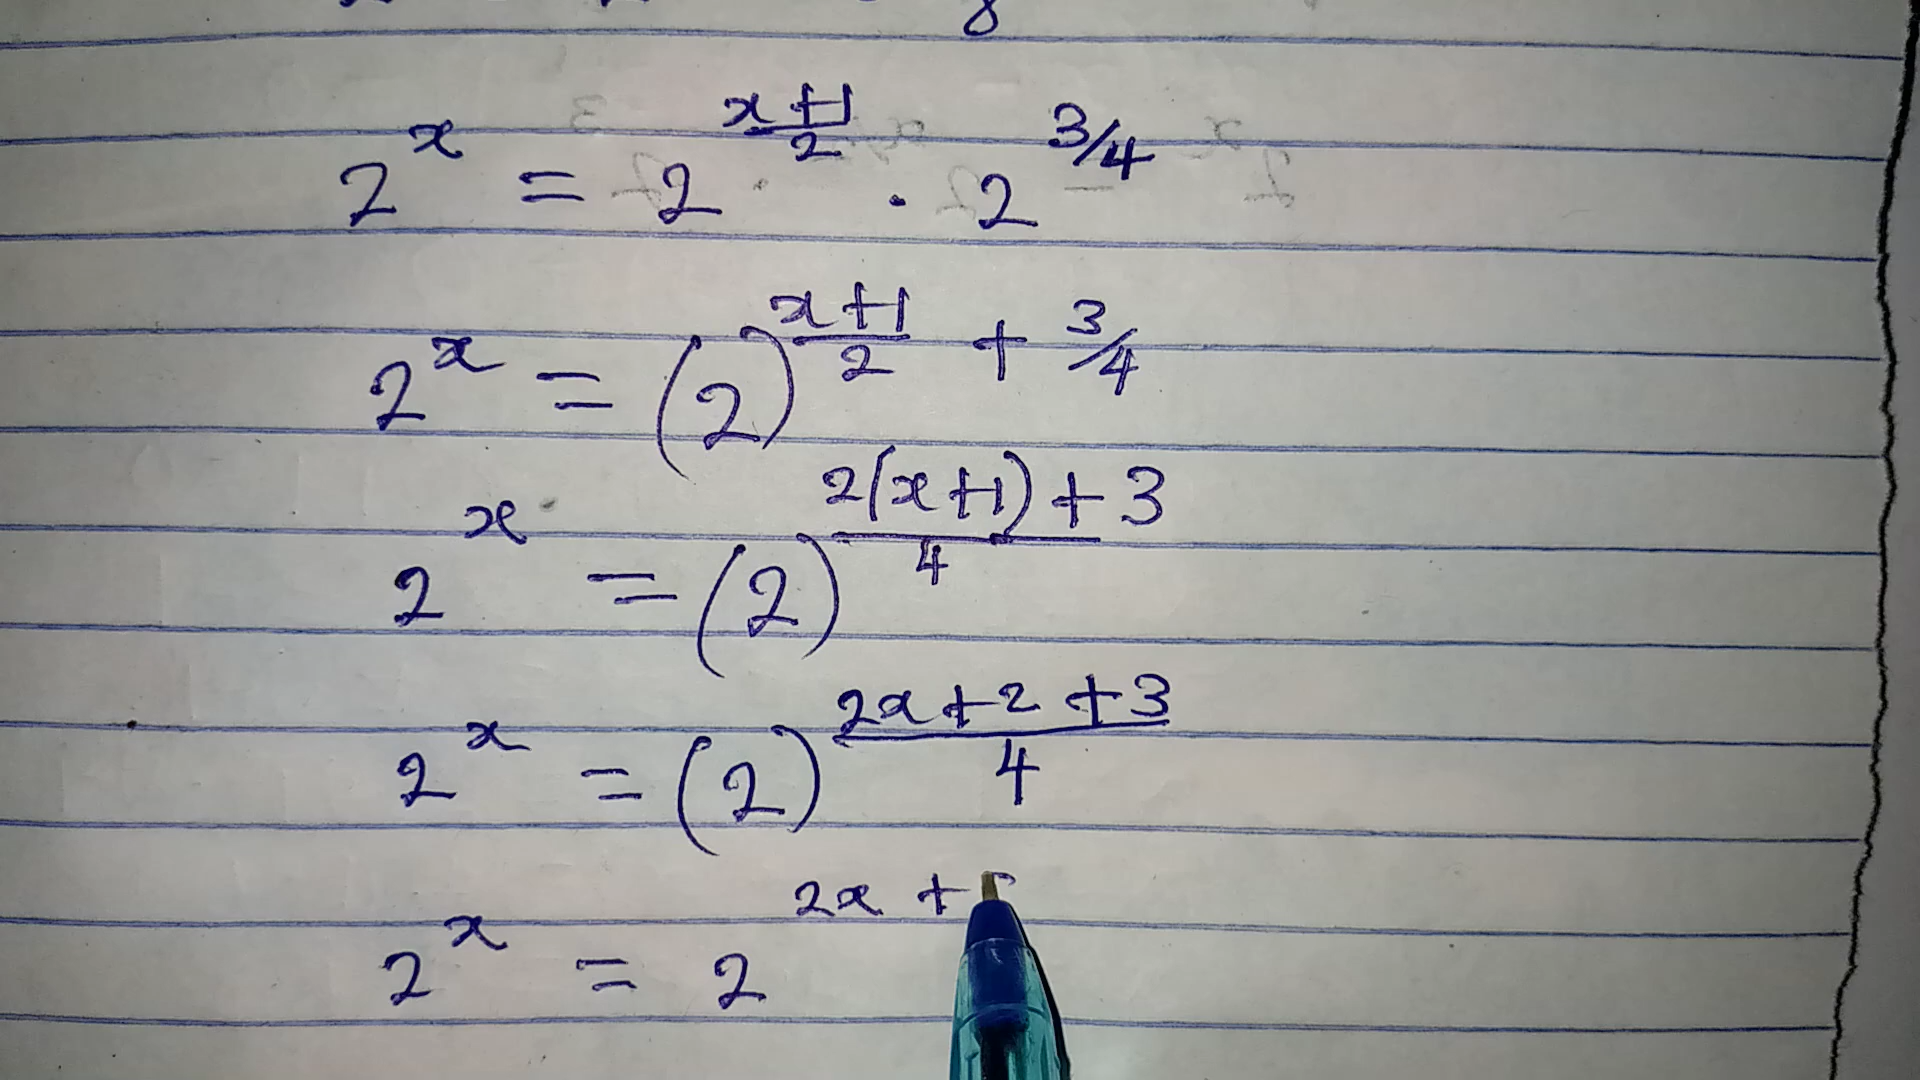 8
2^x = 2^(x+1)/2 · 2^3/4
2^x = (2)^(x+1)/2 + 3/4
2^x = (2)^(2(x+1)+3)/4
2^x = (2)^(2x+2+3)/4
2^x = 2^2x +